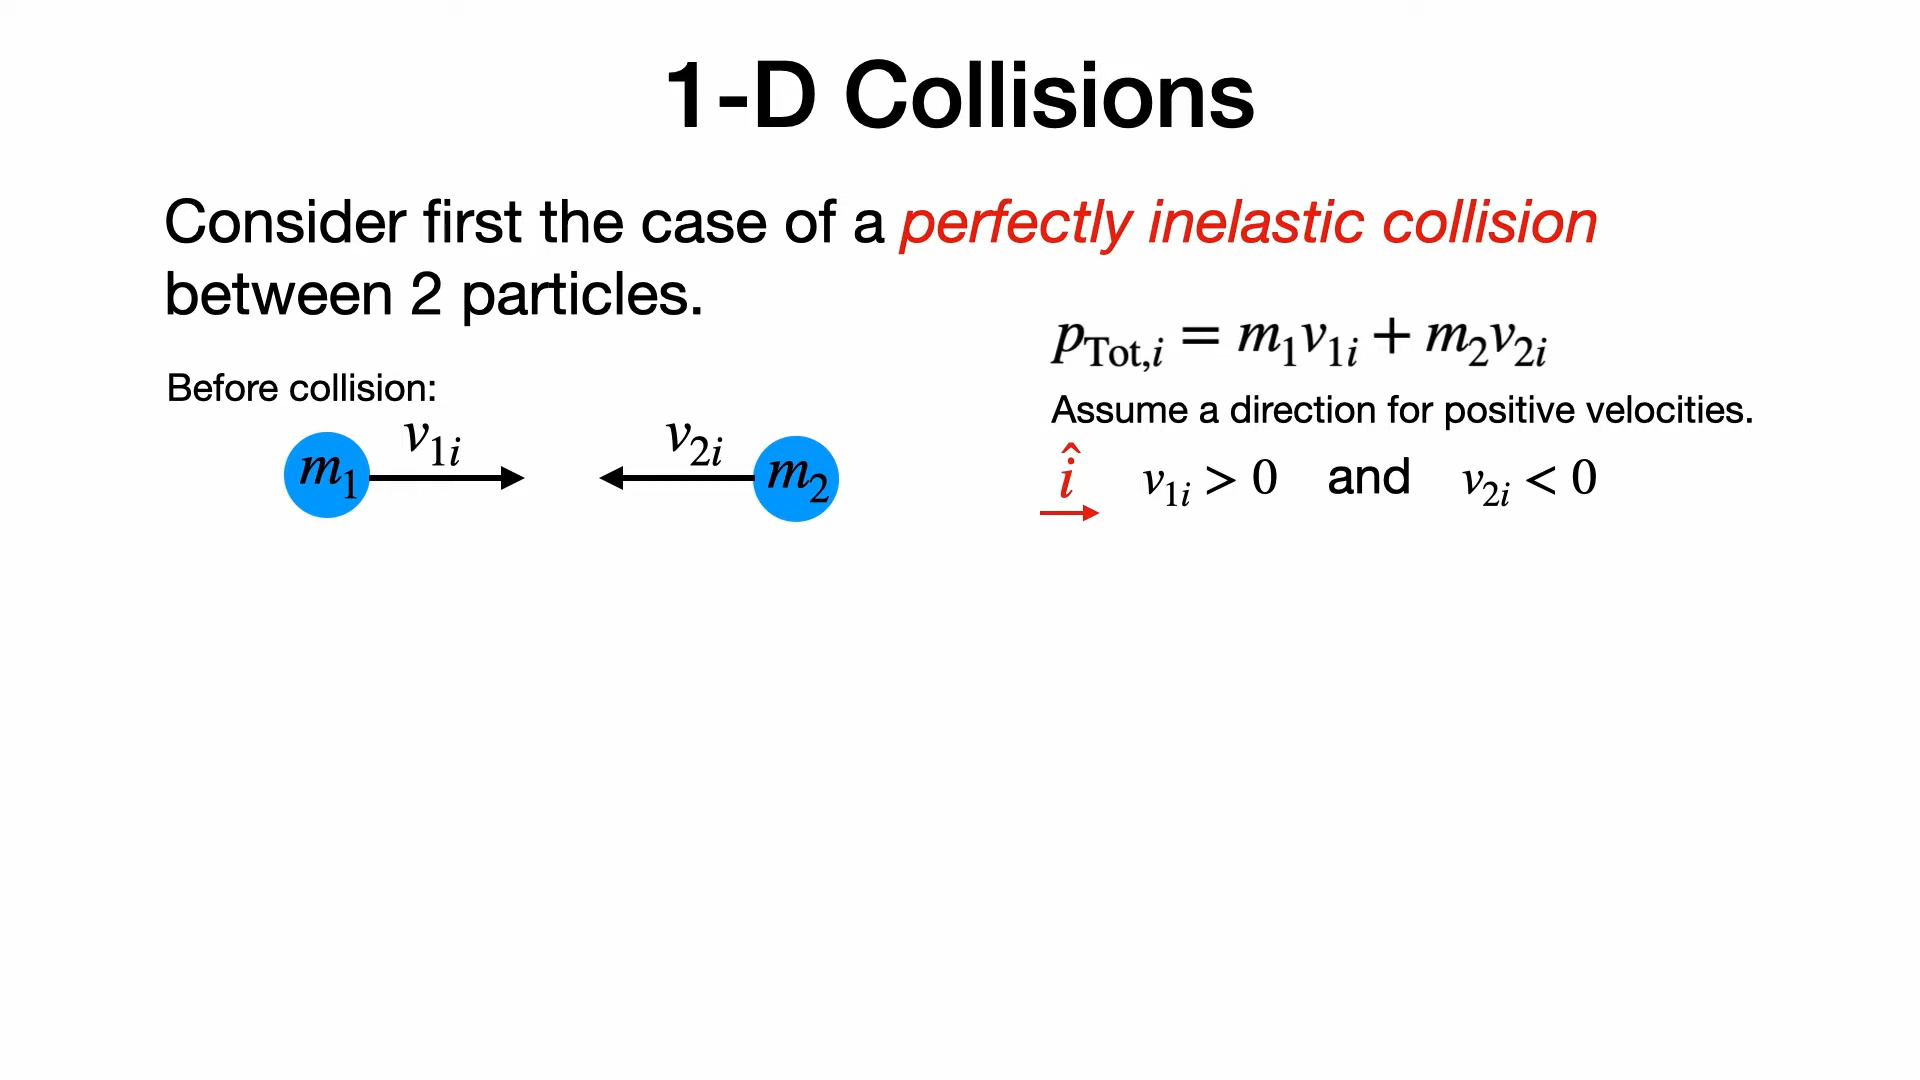 1-D Collisions
Consider first the case of a perfectly inelastic collision
between 2 particles.
p_Tot,i = m₁v₁ᵢ + m₂v₂ᵢ
Before collision:
Assume a direction for positive velocities.
v₁ᵢ v₂ᵢ
m₁ m₂
î v₁ᵢ > 0 and v₂ᵢ < 0